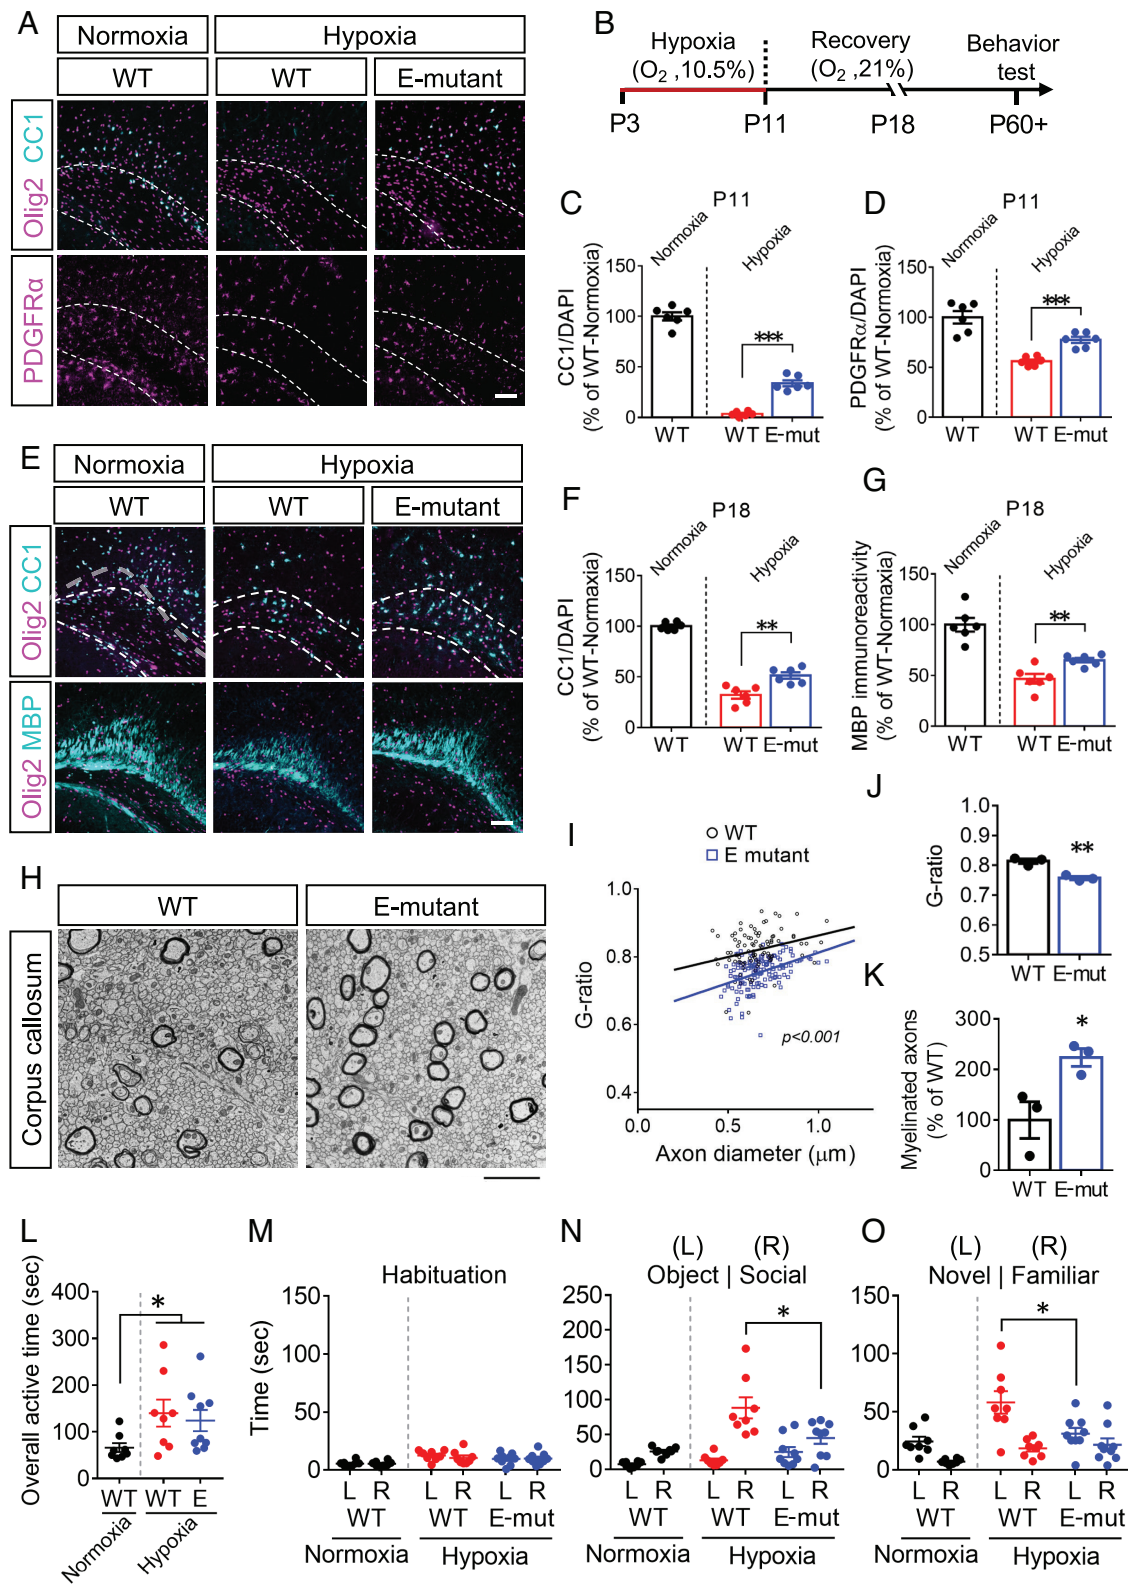 A
Normoxia
Hypoxia
WT
WT
E-mutant
Olig2 CC1
PDGFRα
B
Hypoxia
(O2 ,10.5%)
Recovery
(O2 ,21%)
Behavior
test
P3
P11
P18
P60+
C
P11
Normoxia
Hypoxia
CC1/DAPI
(% of WT-Normoxia)
150
100
50
0
***
WT
WT
E-mut
D
P11
Normoxia
Hypoxia
PDGFRα/DAPI
(% of WT-Normoxia)
150
100
50
0
***
WT
WT
E-mut
E
Normoxia
Hypoxia
WT
WT
E-mutant
Olig2 CC1
Olig2 MBP
F
P18
Normoxia
Hypoxia
CC1/DAPI
(% of WT-Normaxia)
150
100
50
0
**
WT
WT
E-mut
G
P18
Normoxia
Hypoxia
MBP immunoreactivity
(% of WT-Normaxia)
150
100
50
0
**
WT
WT
E-mut
H
WT
E-mutant
Corpus callosum
I
WT
E mutant
G-ratio
1.0
0.8
0.6
0.4
p<0.001
0.0
0.5
1.0
Axon diameter (μm)
J
G-ratio
1.0
0.9
0.8
0.7
0.6
0.5
**
WT
E-mut
K
Myelinated axons
(% of WT)
300
200
100
0
*
WT
E-mut
L
Overall active time (sec)
400
300
200
100
0
*
WT
WT
E
Normoxia
Hypoxia
M
Habituation
Time (sec)
150
100
50
0
L R L R L R
WT WT E-mut
Normoxia Hypoxia
N
(L) (R)
Object | Social
250
200
150
100
50
0
*
L R L R L R
WT WT E-mut
Normoxia Hypoxia
O
(L) (R)
Novel | Familiar
150
100
50
0
*
L R L R L R
WT WT E-mut
Normoxia Hypoxia